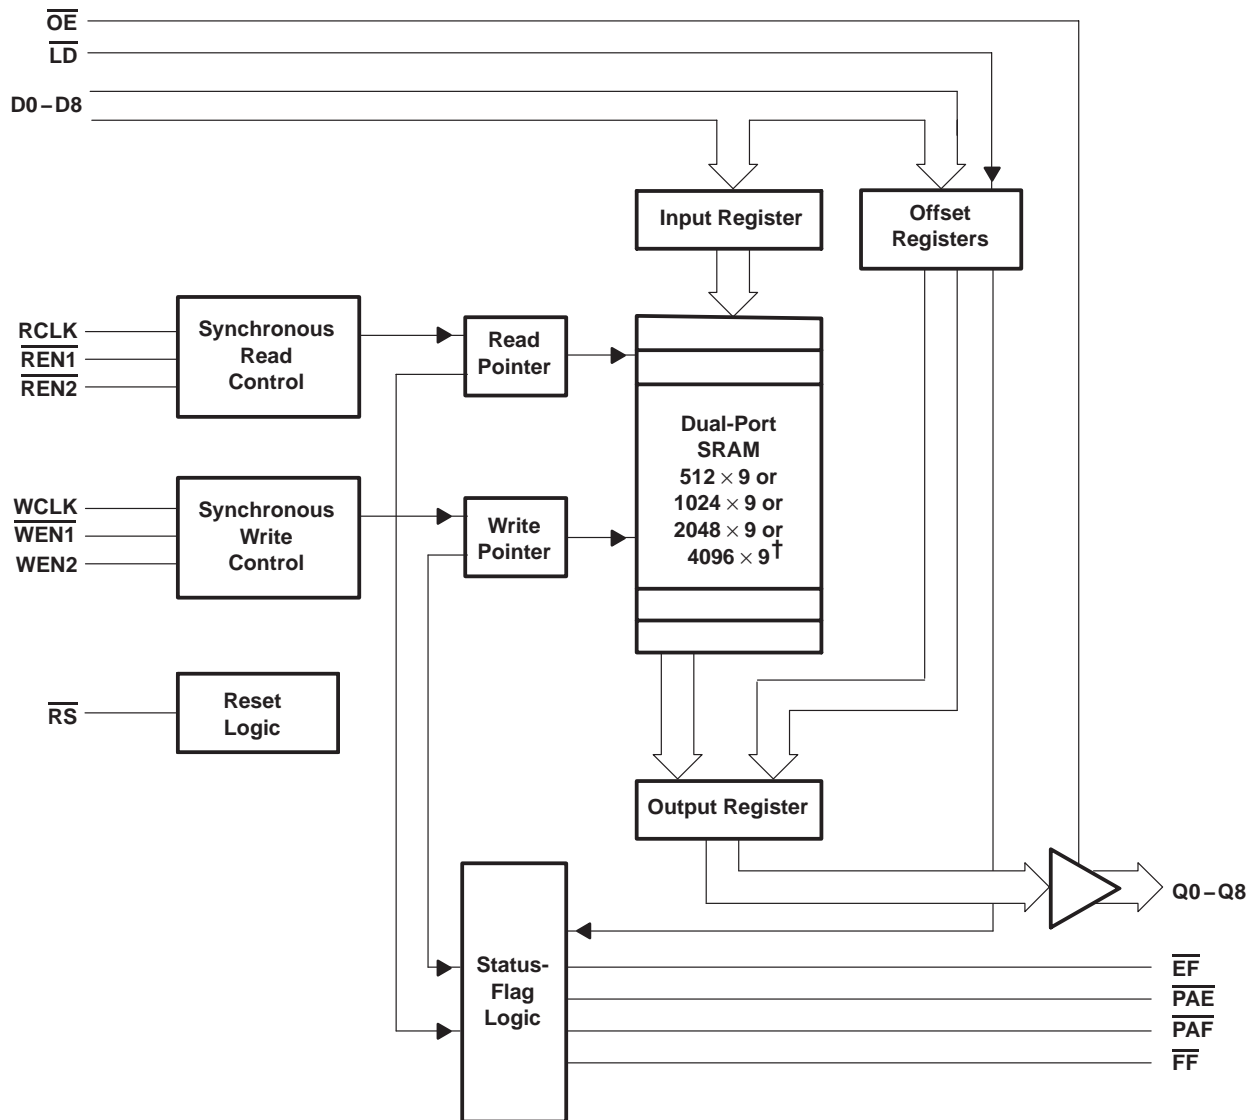 OE
LD
D0–D8
Input Register
Offset
Registers
RCLK
REN1
REN2
Synchronous
Read
Control
Read
Pointer
Dual-Port
SRAM
512 × 9 or
1024 × 9 or
2048 × 9 or
4096 × 9†
WCLK
WEN1
WEN2
Synchronous
Write
Control
Write
Pointer
RS
Reset
Logic
Output Register
Q0–Q8
Status-
Flag
Logic
EF
PAE
PAF
FF